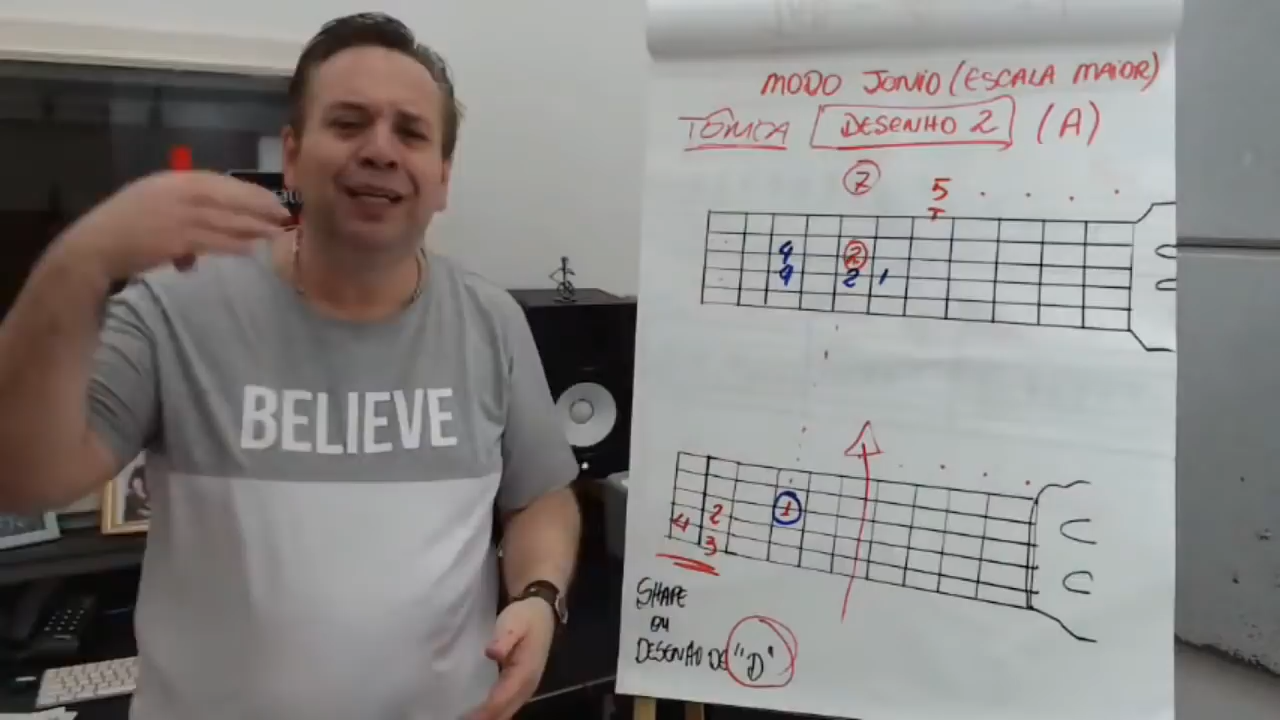 BELIEVE
MODO JONIO (ESCALA MAIOR)
TÔNICA DESENHO 2 (A)
7
5
T
4 2
4 2 1
1
2
4
3
SHAPE
OU
DESENHO DE "D"